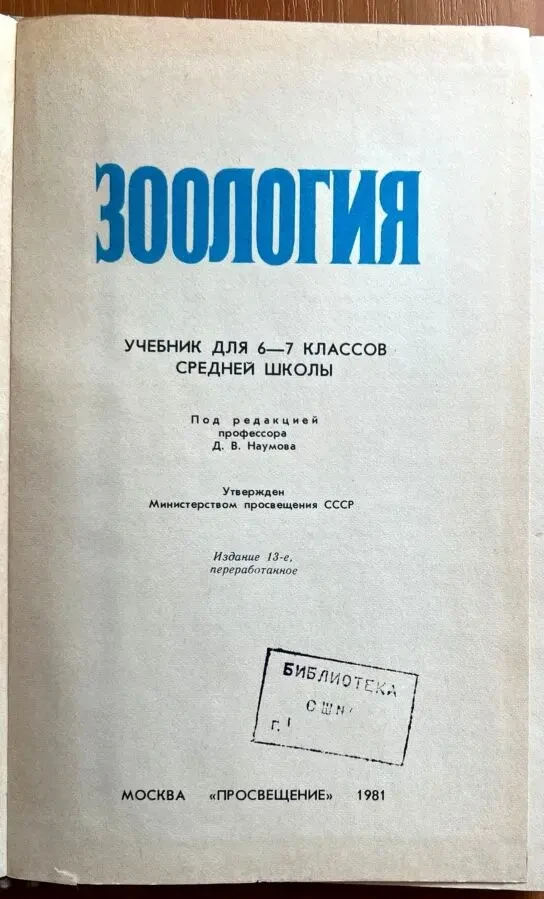 ЗООЛОГИЯ
УЧЕБНИК ДЛЯ 6—7 КЛАССОВ
СРЕДНЕЙ ШКОЛЫ
Под редакцией
профессора
Д. В. Наумова
Утвержден
Министерством просвещения СССР
Издание 13-е,
переработанное
БИБЛИОТЕКА
г.
МОСКВА «ПРОСВЕЩЕНИЕ» 1981